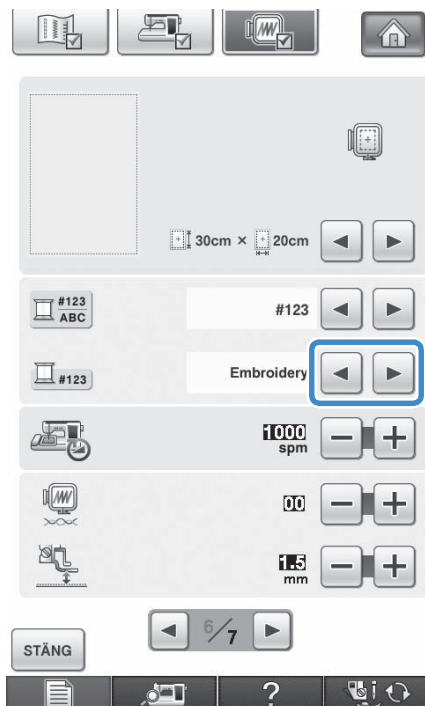 30cm × 20cm
#123
ABC
#123
#123
Embroidery
1000
spm
00
1.5
mm
6/7
STÄNG
?